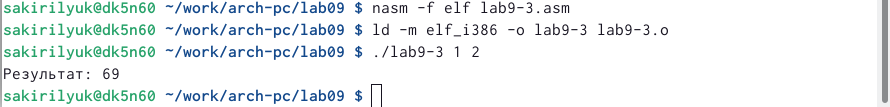 sakirilyuk@dk5n60 ~/work/arch-pc/lab09 $ nasm -f elf lab9-3.asm
sakirilyuk@dk5n60 ~/work/arch-pc/lab09 $ ld -m elf_i386 -o lab9-3 lab9-3.o
sakirilyuk@dk5n60 ~/work/arch-pc/lab09 $ ./lab9-3 1 2
Результат: 69
sakirilyuk@dk5n60 ~/work/arch-pc/lab09 $